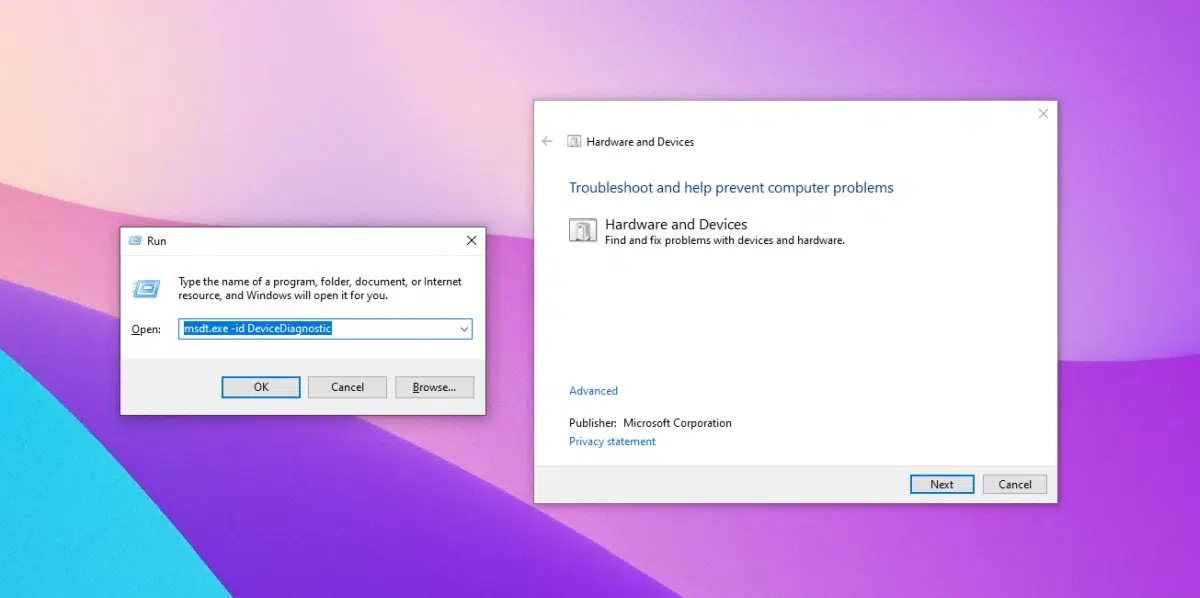 Run
Type the name of a program, folder, document, or Internet
resource, and Windows will open it for you.
Open: msdt.exe -id DeviceDiagnostic
OK Cancel Browse...
Hardware and Devices
Troubleshoot and help prevent computer problems
Hardware and Devices
Find and fix problems with devices and hardware.
Advanced
Publisher: Microsoft Corporation
Privacy statement
Next Cancel